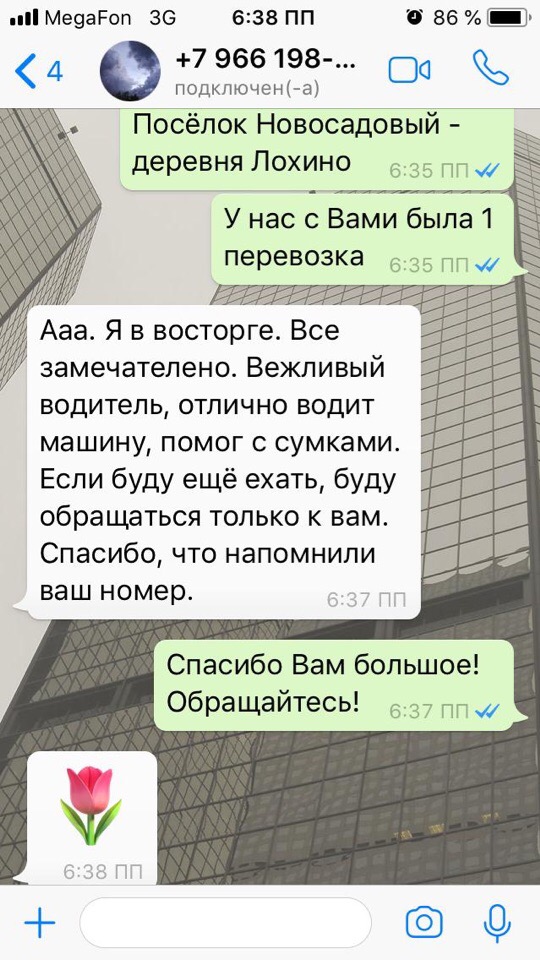 MegaFon 3G 6:38 ПП 86 %
4 +7 966 198-...
подключен(-а)
Посёлок Новосадовый -
деревня Лохино 6:35 ПП
У нас с Вами была 1
перевозка 6:35 ПП
Ааа. Я в восторге. Все
замечателено. Вежливый
водитель, отлично водит
машину, помог с сумками.
Если буду ещё ехать, буду
обращаться только к вам.
Спасибо, что напомнили
ваш номер. 6:37 ПП
Спасибо Вам большое!
Обращайтесь! 6:37 ПП
6:38 ПП